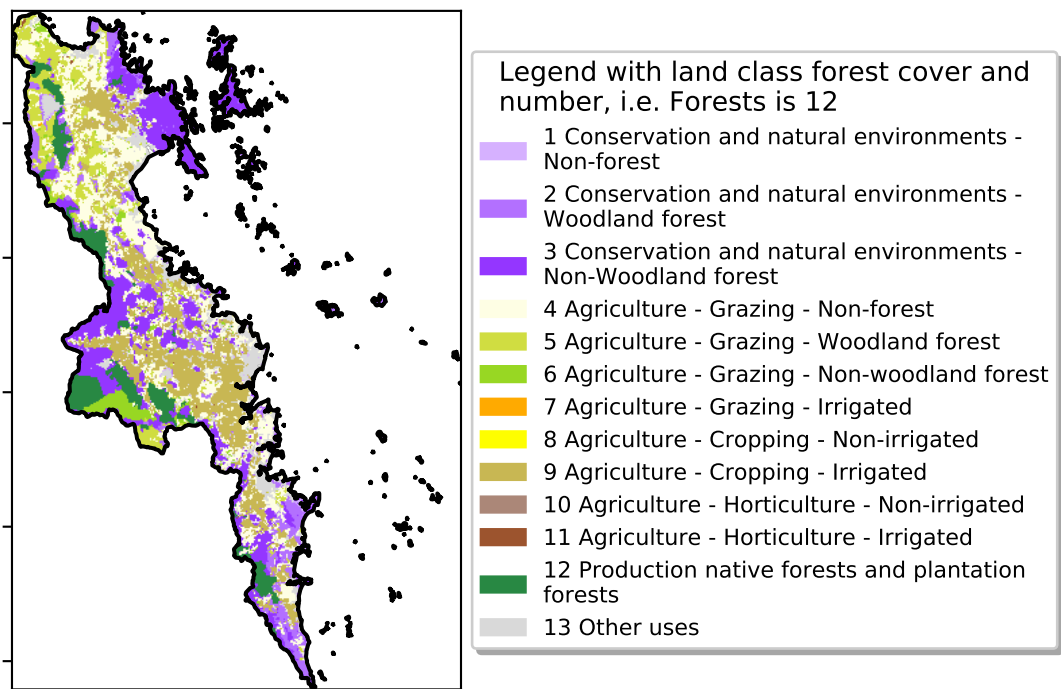 Legend with land class forest cover and
number, i.e. Forests is 12
1 Conservation and natural environments -
Non-forest
2 Conservation and natural environments -
Woodland forest
3 Conservation and natural environments -
Non-Woodland forest
4 Agriculture - Grazing - Non-forest
5 Agriculture - Grazing - Woodland forest
6 Agriculture - Grazing - Non-woodland forest
7 Agriculture - Grazing - Irrigated
8 Agriculture - Cropping - Non-irrigated
9 Agriculture - Cropping - Irrigated
10 Agriculture - Horticulture - Non-irrigated
11 Agriculture - Horticulture - Irrigated
12 Production native forests and plantation
forests
13 Other uses